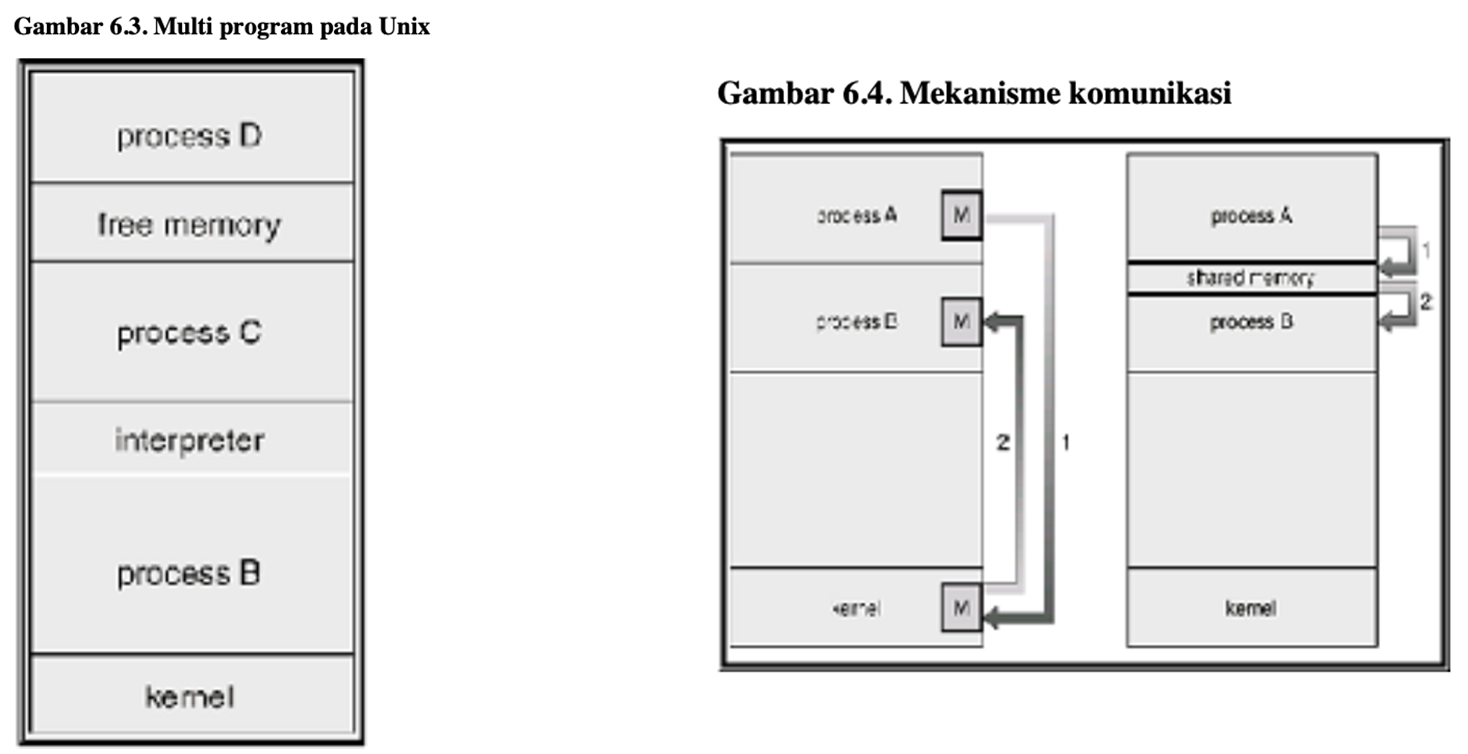 Gambar 6.3. Multi program pada Unix
process D
free memory
process C
interpreter
process B
kernel
Gambar 6.4. Mekanisme komunikasi
process A
M
process B
M
2
1
kernel
M
process A
1
shared memory
2
process B
kernel